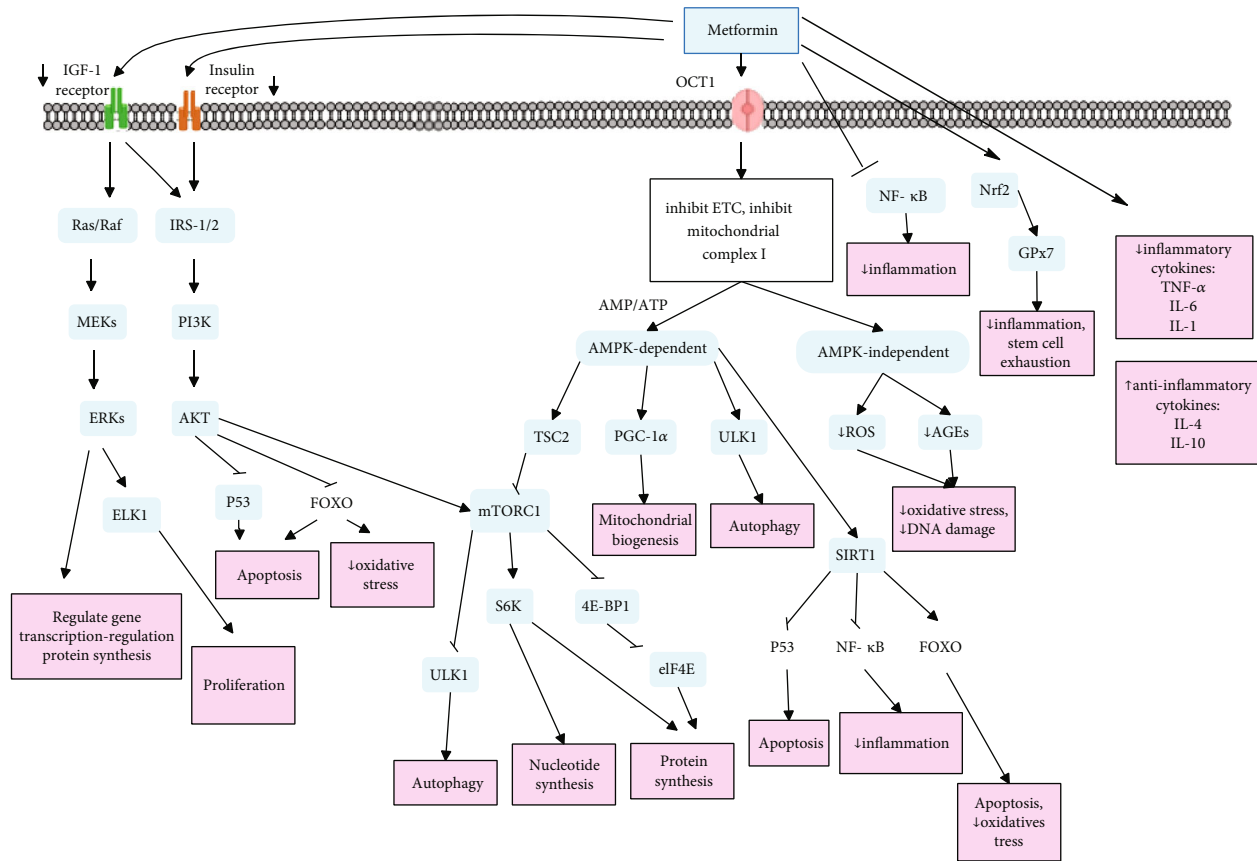 Metformin
↓ IGF-1
receptor
Insulin
receptor ↓
OCT1
inhibit ETC, inhibit
mitochondrial
complex I
NF- κB
↓inflammation
Nrf2
GPx7
↓inflammation,
stem cell
exhaustion
↓inflammatory
cytokines:
TNF-α
IL-6
IL-1
↑anti-inflammatory
cytokines:
IL-4
IL-10
Ras/Raf
IRS-1/2
MEKs
PI3K
ERKs
AKT
AMP/ATP
AMPK-dependent
AMPK-independent
TSC2
PGC-1α
ULK1
↓ROS
↓AGEs
ELK1
P53
FOXO
mTORC1
Mitochondrial
biogenesis
Autophagy
↓oxidative stress,
↓DNA damage
Apoptosis
↓oxidative
stress
SIRT1
Regulate gene
transcription-regulation
protein synthesis
Proliferation
S6K
4E-BP1
ULK1
elF4E
P53
NF- κB
FOXO
Autophagy
Nucleotide
synthesis
Protein
synthesis
Apoptosis
↓inflammation
Apoptosis,
↓oxidatives
tress